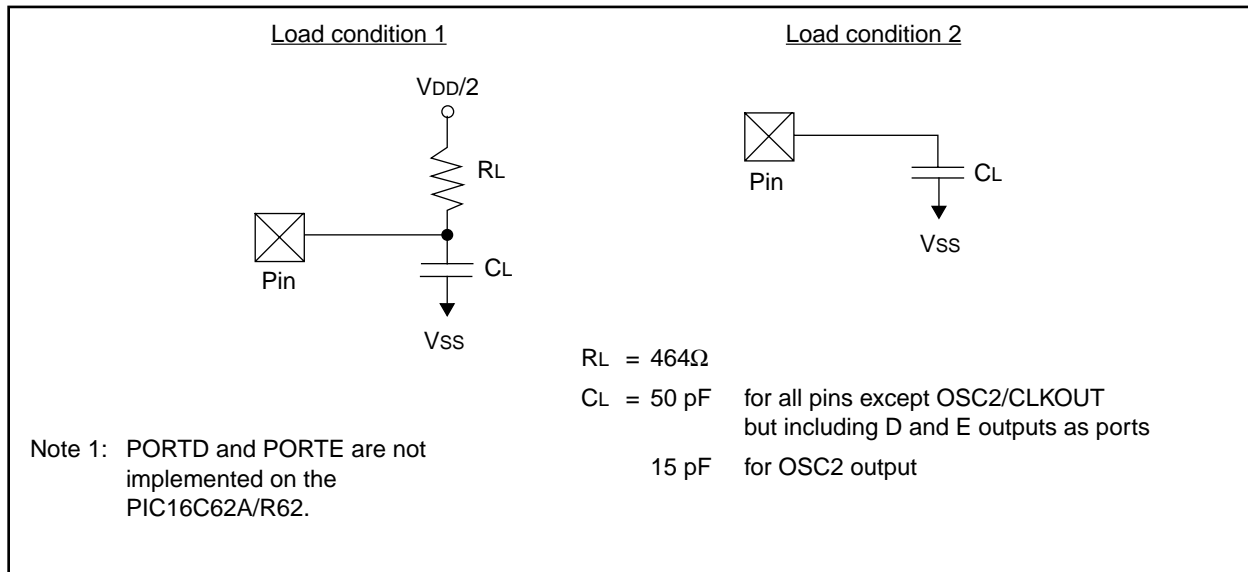 Load condition 1
VDD/2
RL
Pin
CL
VSS
Load condition 2
Pin
CL
VSS
RL = 464Ω
CL = 50 pF for all pins except OSC2/CLKOUT
but including D and E outputs as ports
15 pF for OSC2 output
Note 1: PORTD and PORTE are not
implemented on the
PIC16C62A/R62.